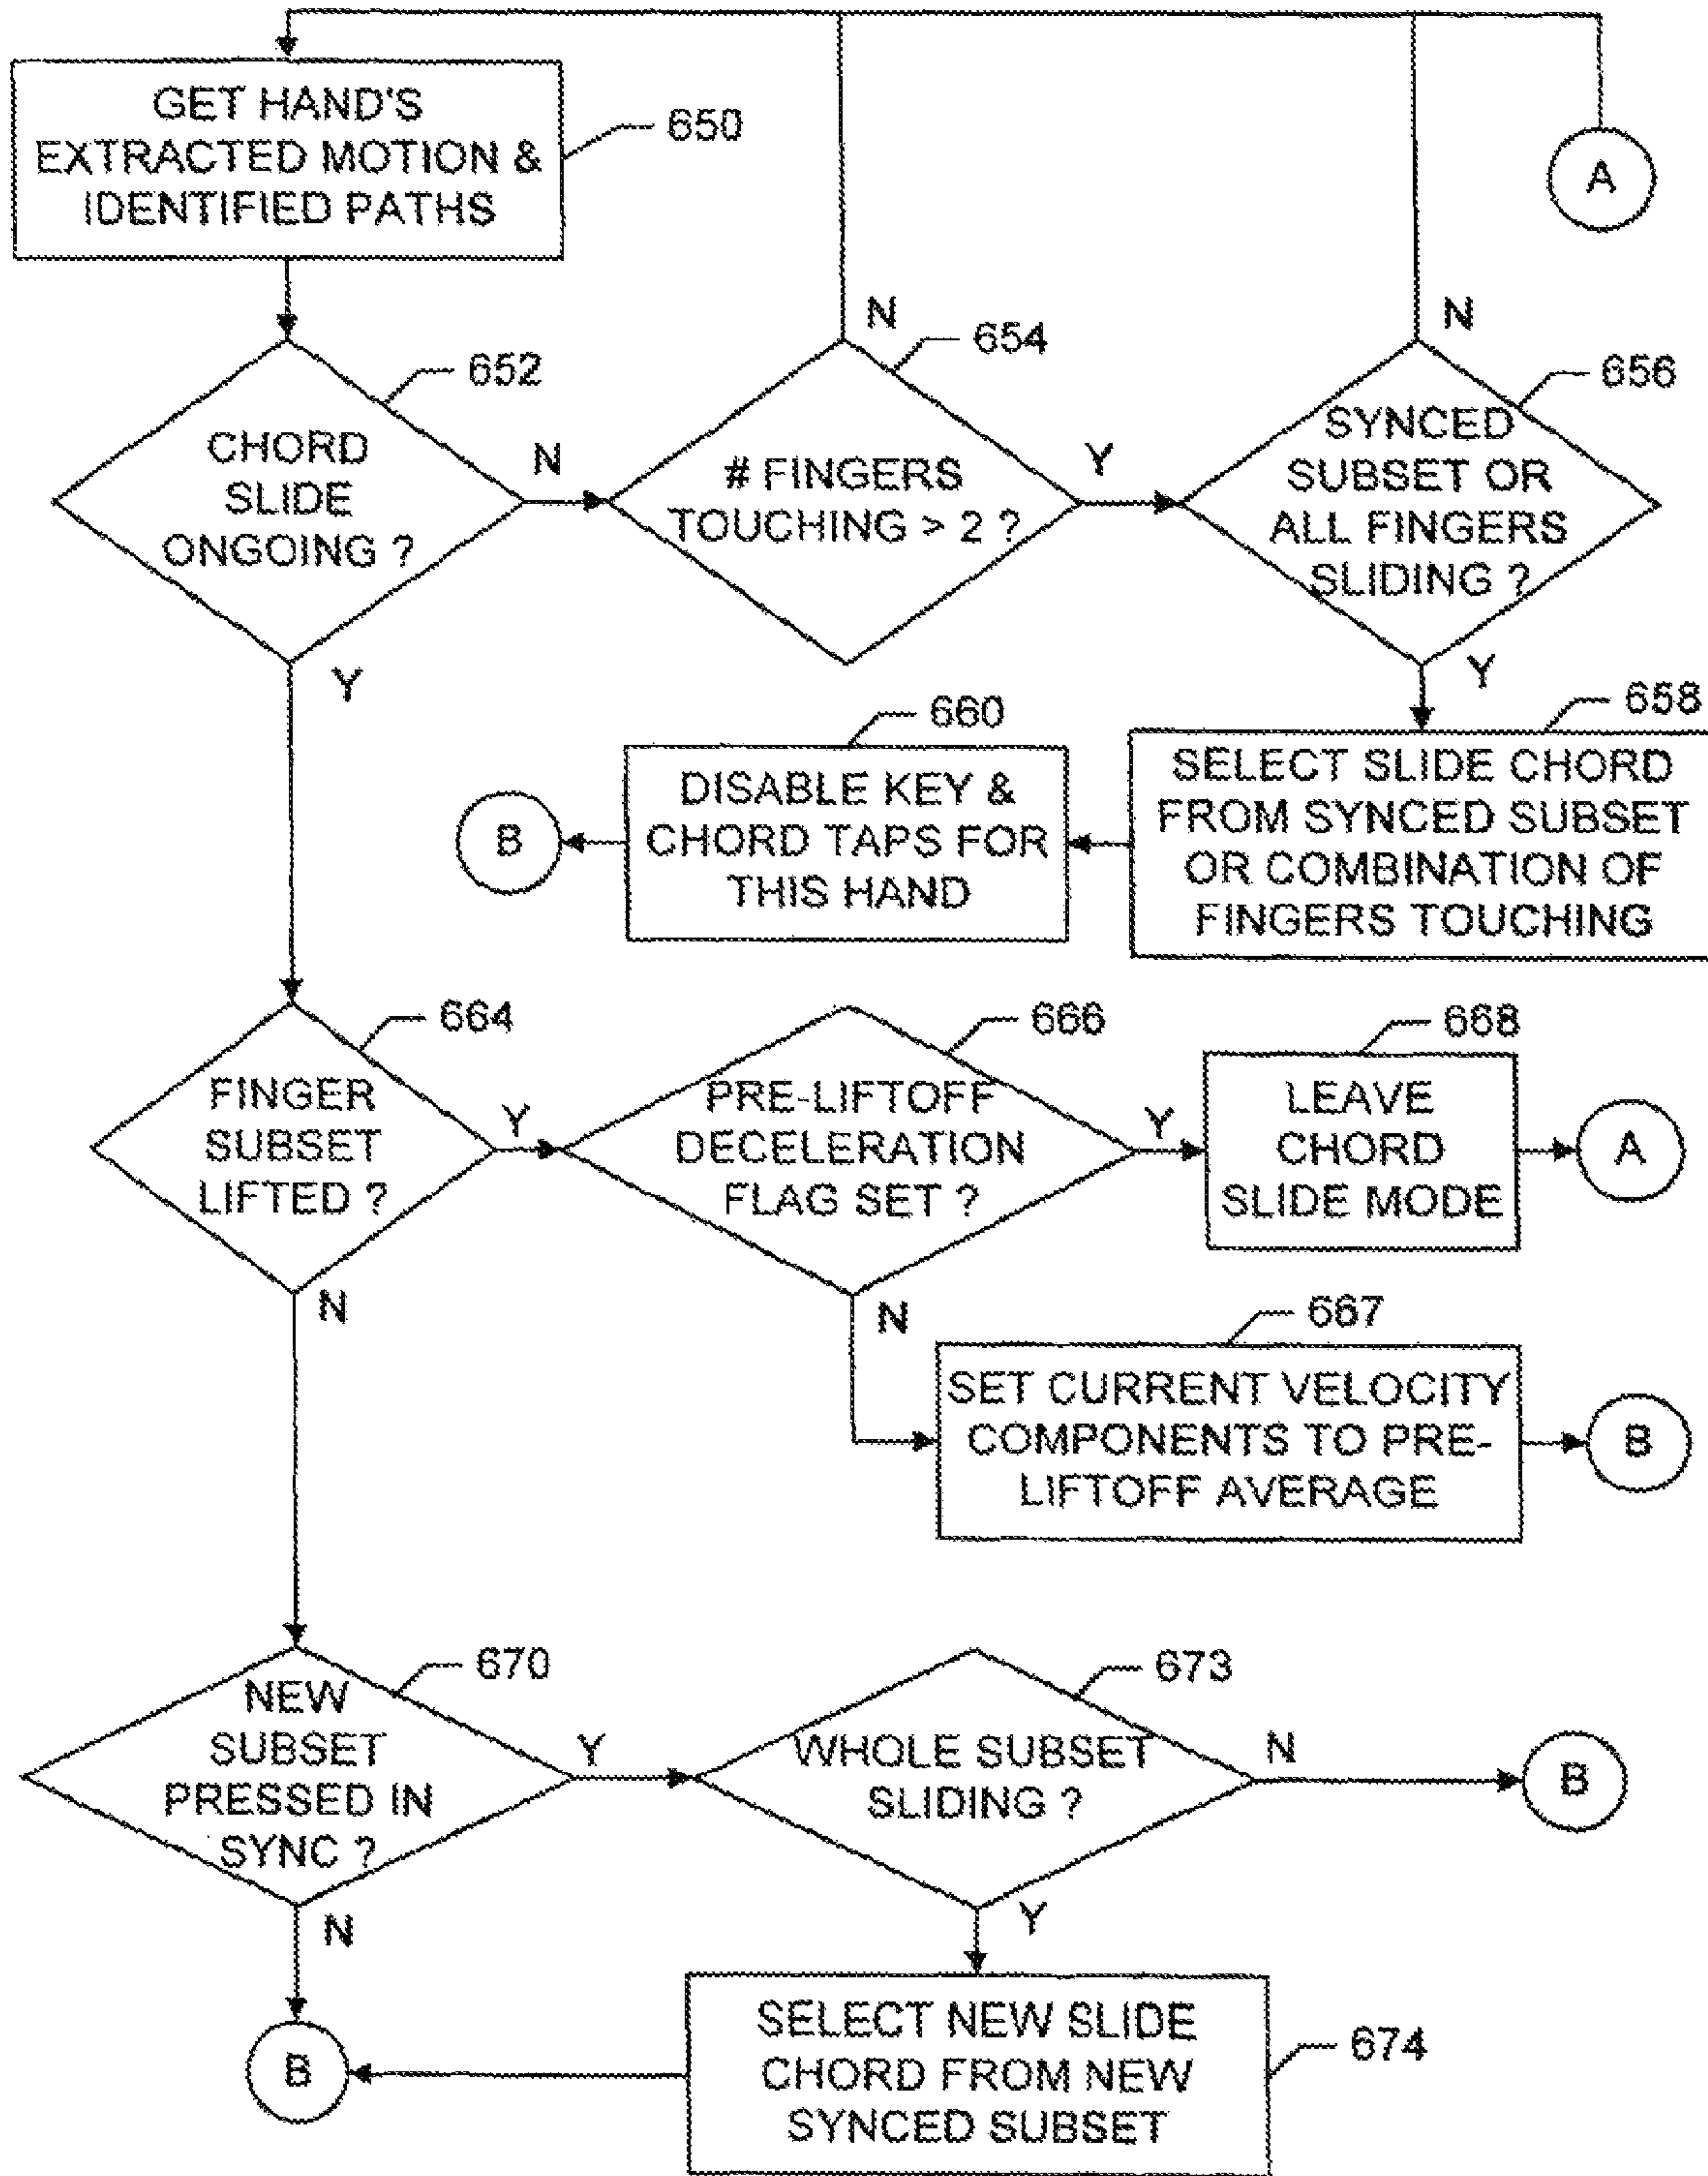 GET HAND'S
EXTRACTED MOTION &
IDENTIFIED PATHS
650
A
CHORD
SLIDE
ONGOING ?
652
N
Y
# FINGERS
TOUCHING > 2 ?
654
N
Y
SYNCED
SUBSET OR
ALL FINGERS
SLIDING ?
656
N
Y
SELECT SLIDE CHORD
FROM SYNCED SUBSET
OR COMBINATION OF
FINGERS TOUCHING
658
DISABLE KEY &
CHORD TAPS FOR
THIS HAND
660
B
FINGER
SUBSET
LIFTED ?
664
Y
N
PRE-LIFTOFF
DECELERATION
FLAG SET ?
666
Y
N
LEAVE
CHORD
SLIDE MODE
668
A
SET CURRENT VELOCITY
COMPONENTS TO PRE-
LIFTOFF AVERAGE
667
B
NEW
SUBSET
PRESSED IN
SYNC ?
670
Y
N
WHOLE SUBSET
SLIDING ?
673
N
B
Y
SELECT NEW SLIDE
CHORD FROM NEW
SYNCED SUBSET
674
B